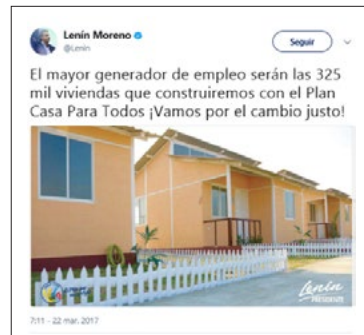 Lenín Moreno
@Lenin
Seguir
El mayor generador de empleo serán las 325
mil viviendas que construiremos con el Plan
Casa Para Todos ¡Vamos por el cambio justo!
Lenín
PRESIDENTE
7:11 - 22 mar. 2017